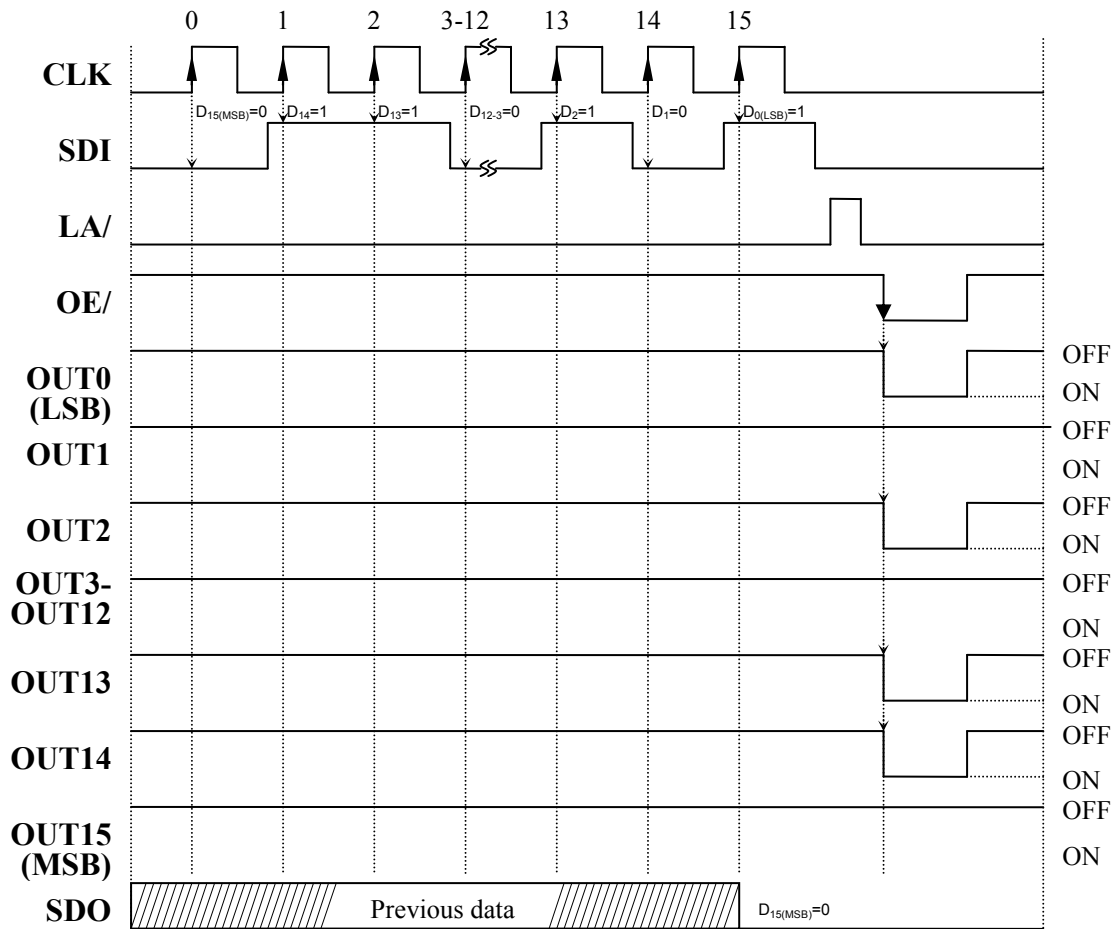 0 1 2 3-12 13 14 15
CLK
D15(MSB)=0 D14=1 D13=1 D12-3=0 D2=1 D1=0 D0(LSB)=1
SDI
LA/
OE/
OFF
OUT0
(LSB)
ON
OFF
OUT1
ON
OFF
OUT2
ON
OUT3-
OUT12
OFF
ON
OFF
OUT13
ON
OFF
OUT14
ON
OFF
OUT15
(MSB)
ON
SDO
Previous data
D15(MSB)=0